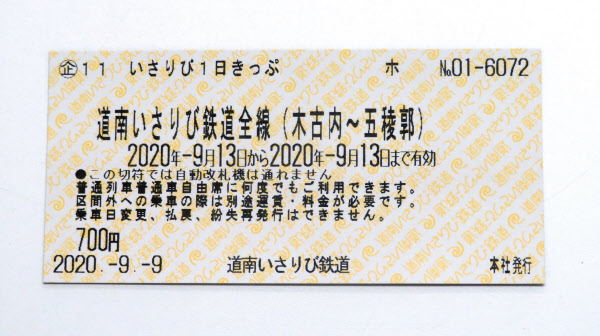 ㊭11 いさりび1日きっぷ ホ №01-6072
道南いさりび鉄道全線(木古内~五稜郭)
2020年-9月13日から2020年-9月13日まで有効
●この切符では自動改札機は通れません
普通列車普通車自由席に何度でもご利用できます。
区間外への乗車の際は別途運賃・料金が必要です。
乗車日変更、払戻、紛失再発行はできません。
700円
2020.-9.-9 道南いさりび鉄道 本社発行